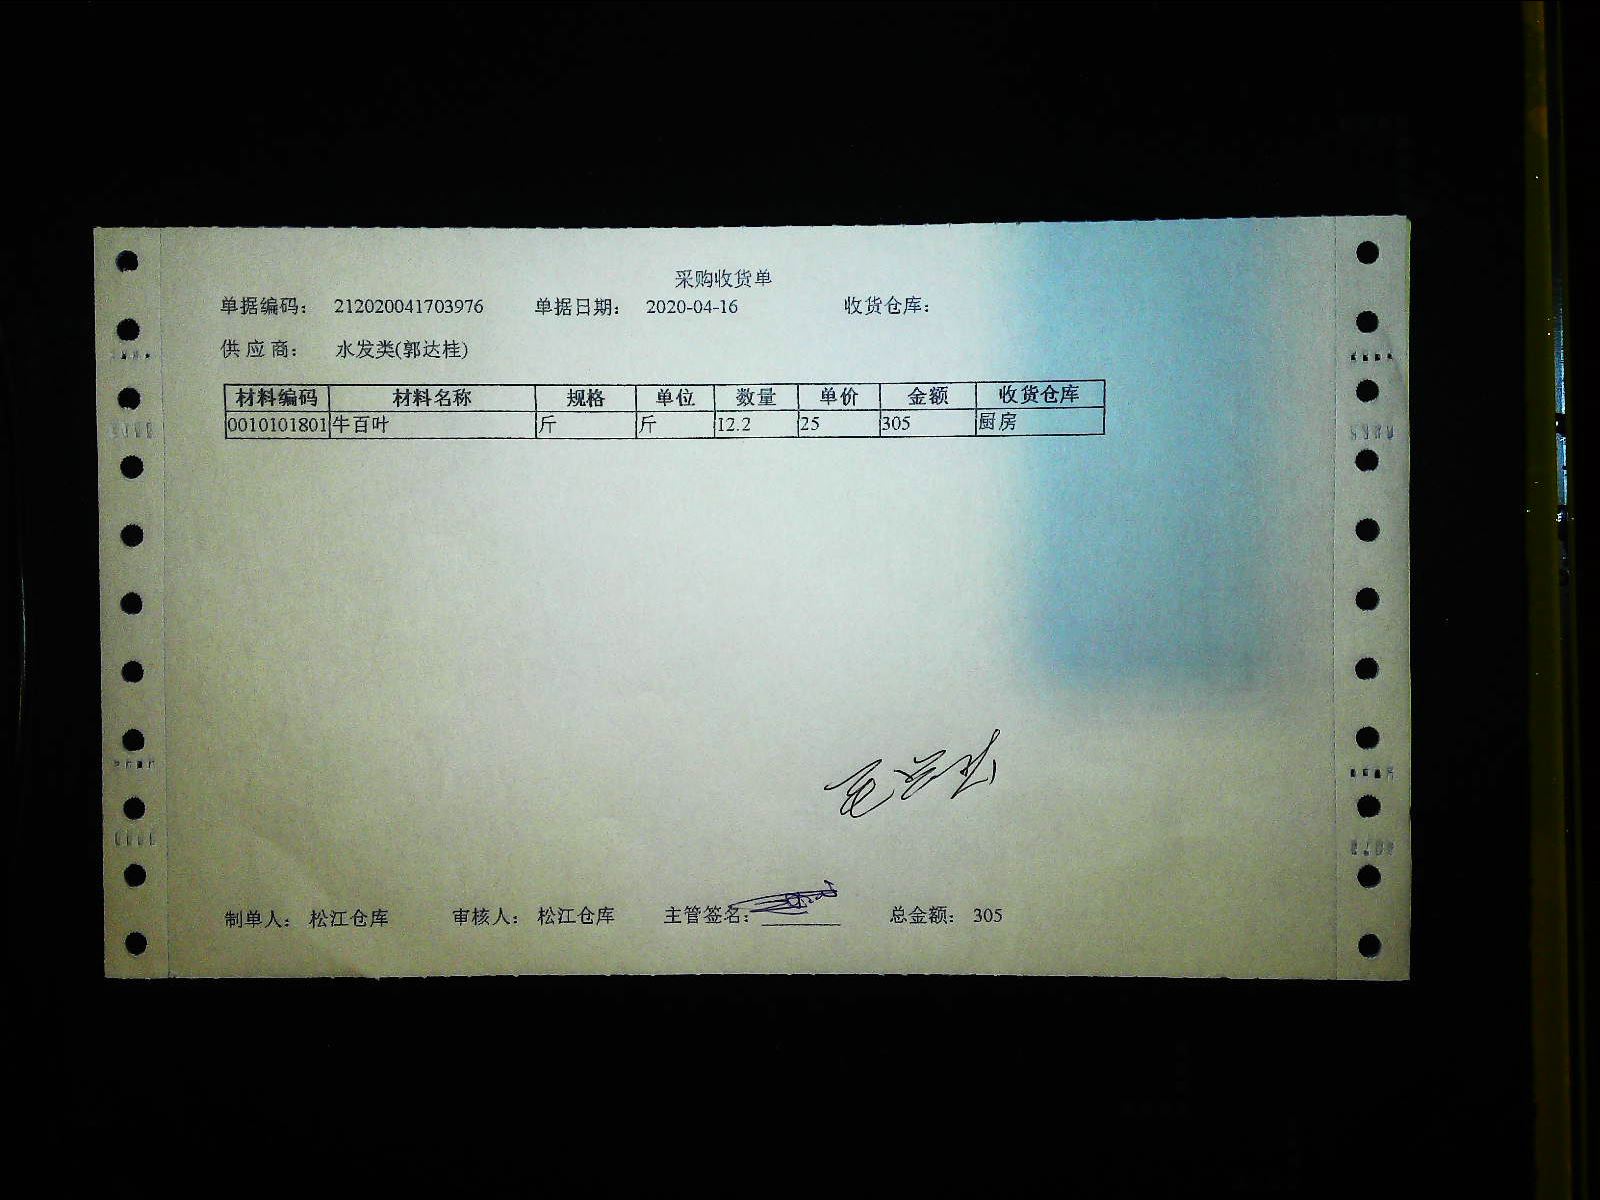 采购收货单
单据编码： 212020041703976 单据日期： 2020-04-16 收货仓库：
供 应 商： 水发类(郭达桂)
材料编码 材料名称 规格 单位 数量 单价 金额 收货仓库
0010101801 牛百叶 斤 斤 12.2 25 305 厨房
制单人： 松江仓库 审核人： 松江仓库 主管签名： 总金额： 305